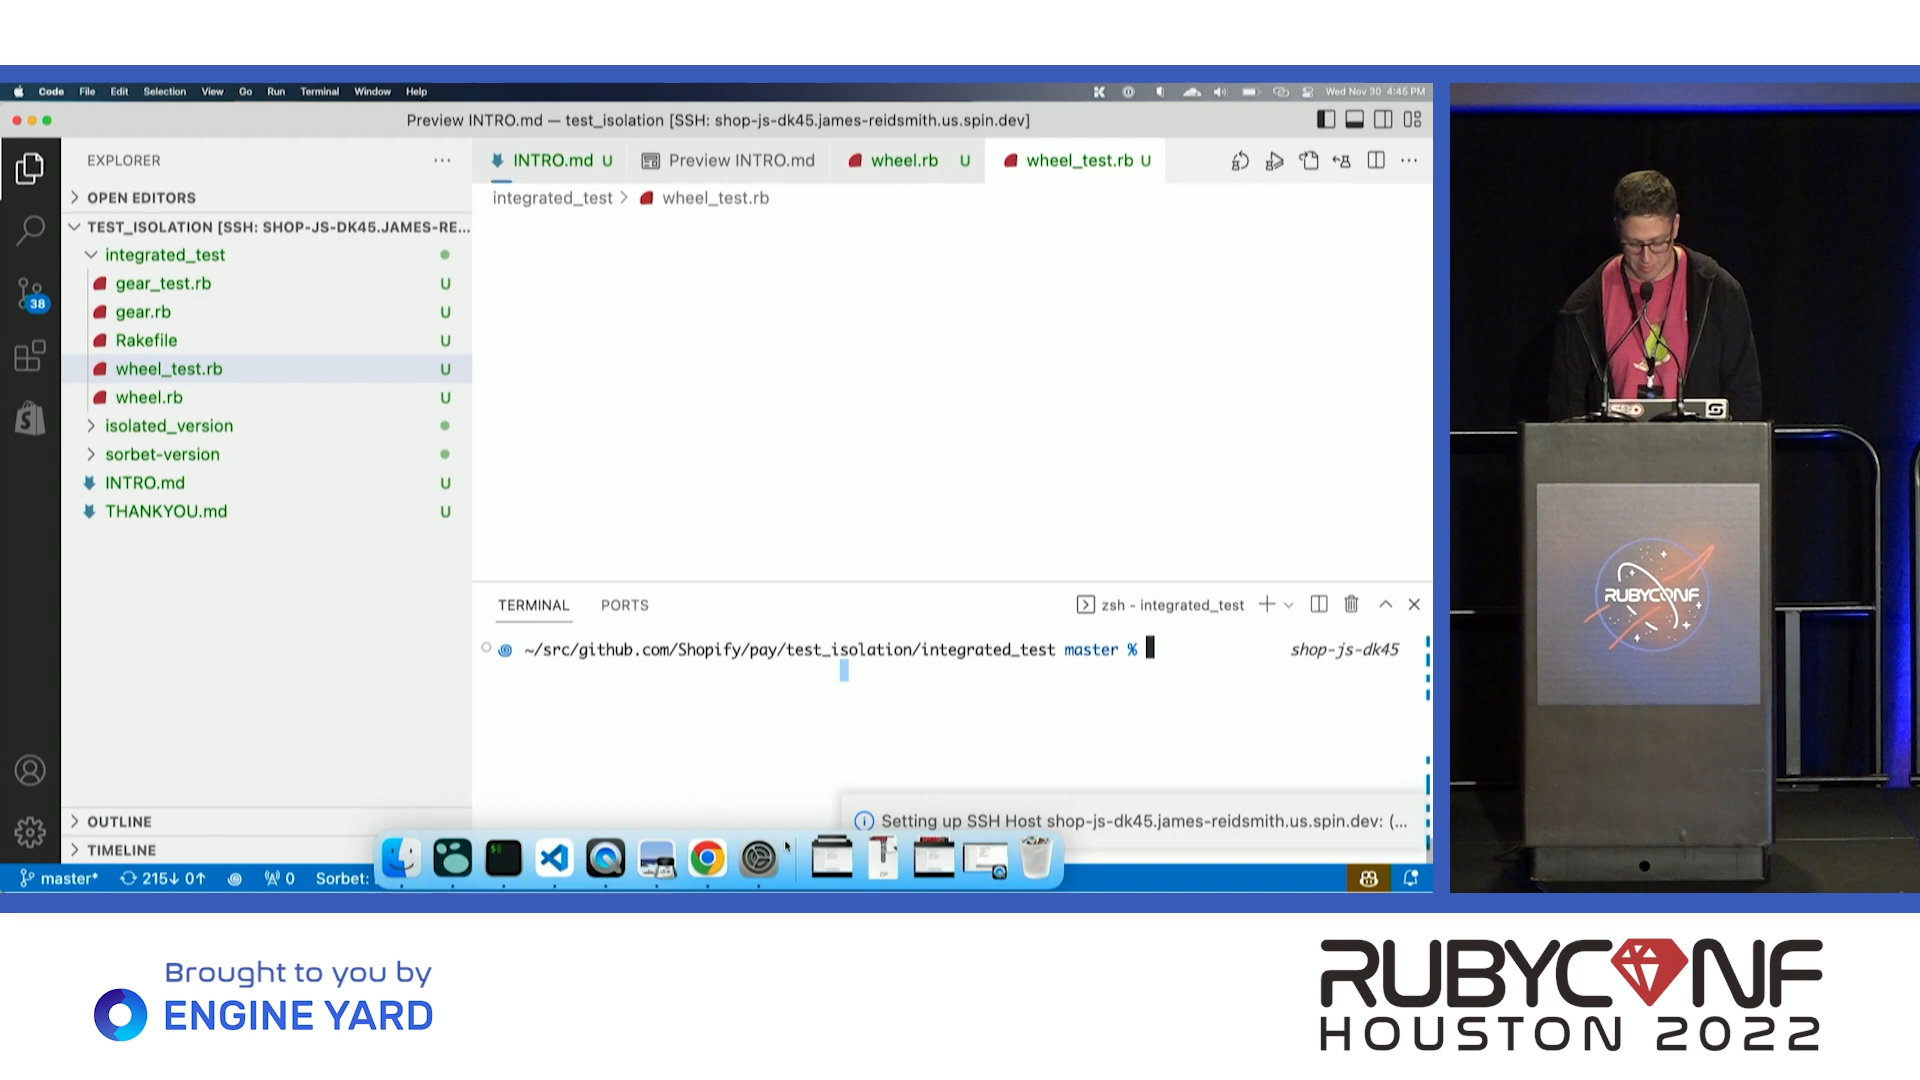 Code File Edit Selection View Go Run Terminal Window Help
Wed Nov 30 4:45 PM
Preview INTRO.md — test_isolation [SSH: shop-js-dk45.james-reidsmith.us.spin.dev]
EXPLORER
INTRO.md U
Preview INTRO.md
wheel.rb U
wheel_test.rb U
OPEN EDITORS
integrated_test > wheel_test.rb
TEST_ISOLATION [SSH: SHOP-JS-DK45.JAMES-RE...
integrated_test
gear_test.rb U
gear.rb U
Rakefile U
wheel_test.rb U
wheel.rb U
isolated_version
sorbet-version
INTRO.md U
THANKYOU.md U
38
TERMINAL PORTS
zsh - integrated_test
~/src/github.com/Shopify/pay/test_isolation/integrated_test master %
shop-js-dk45
Setting up SSH Host shop-js-dk45.james-reidsmith.us.spin.dev: (...
OUTLINE
TIMELINE
master* 215↓ 0↑ 0 Sorbet:
RUBYCONF
Brought to you by
ENGINE YARD
RUBYCONF
HOUSTON 2022